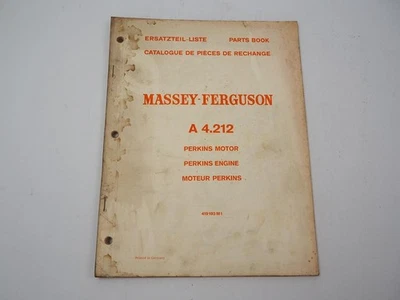 ERSATZTEIL-LISTE PARTS BOOK
CATALOGUE DE PIÈCES DE RECHANGE
MASSEY-FERGUSON
A 4.212
PERKINS MOTOR
PERKINS ENGINE
MOTEUR PERKINS